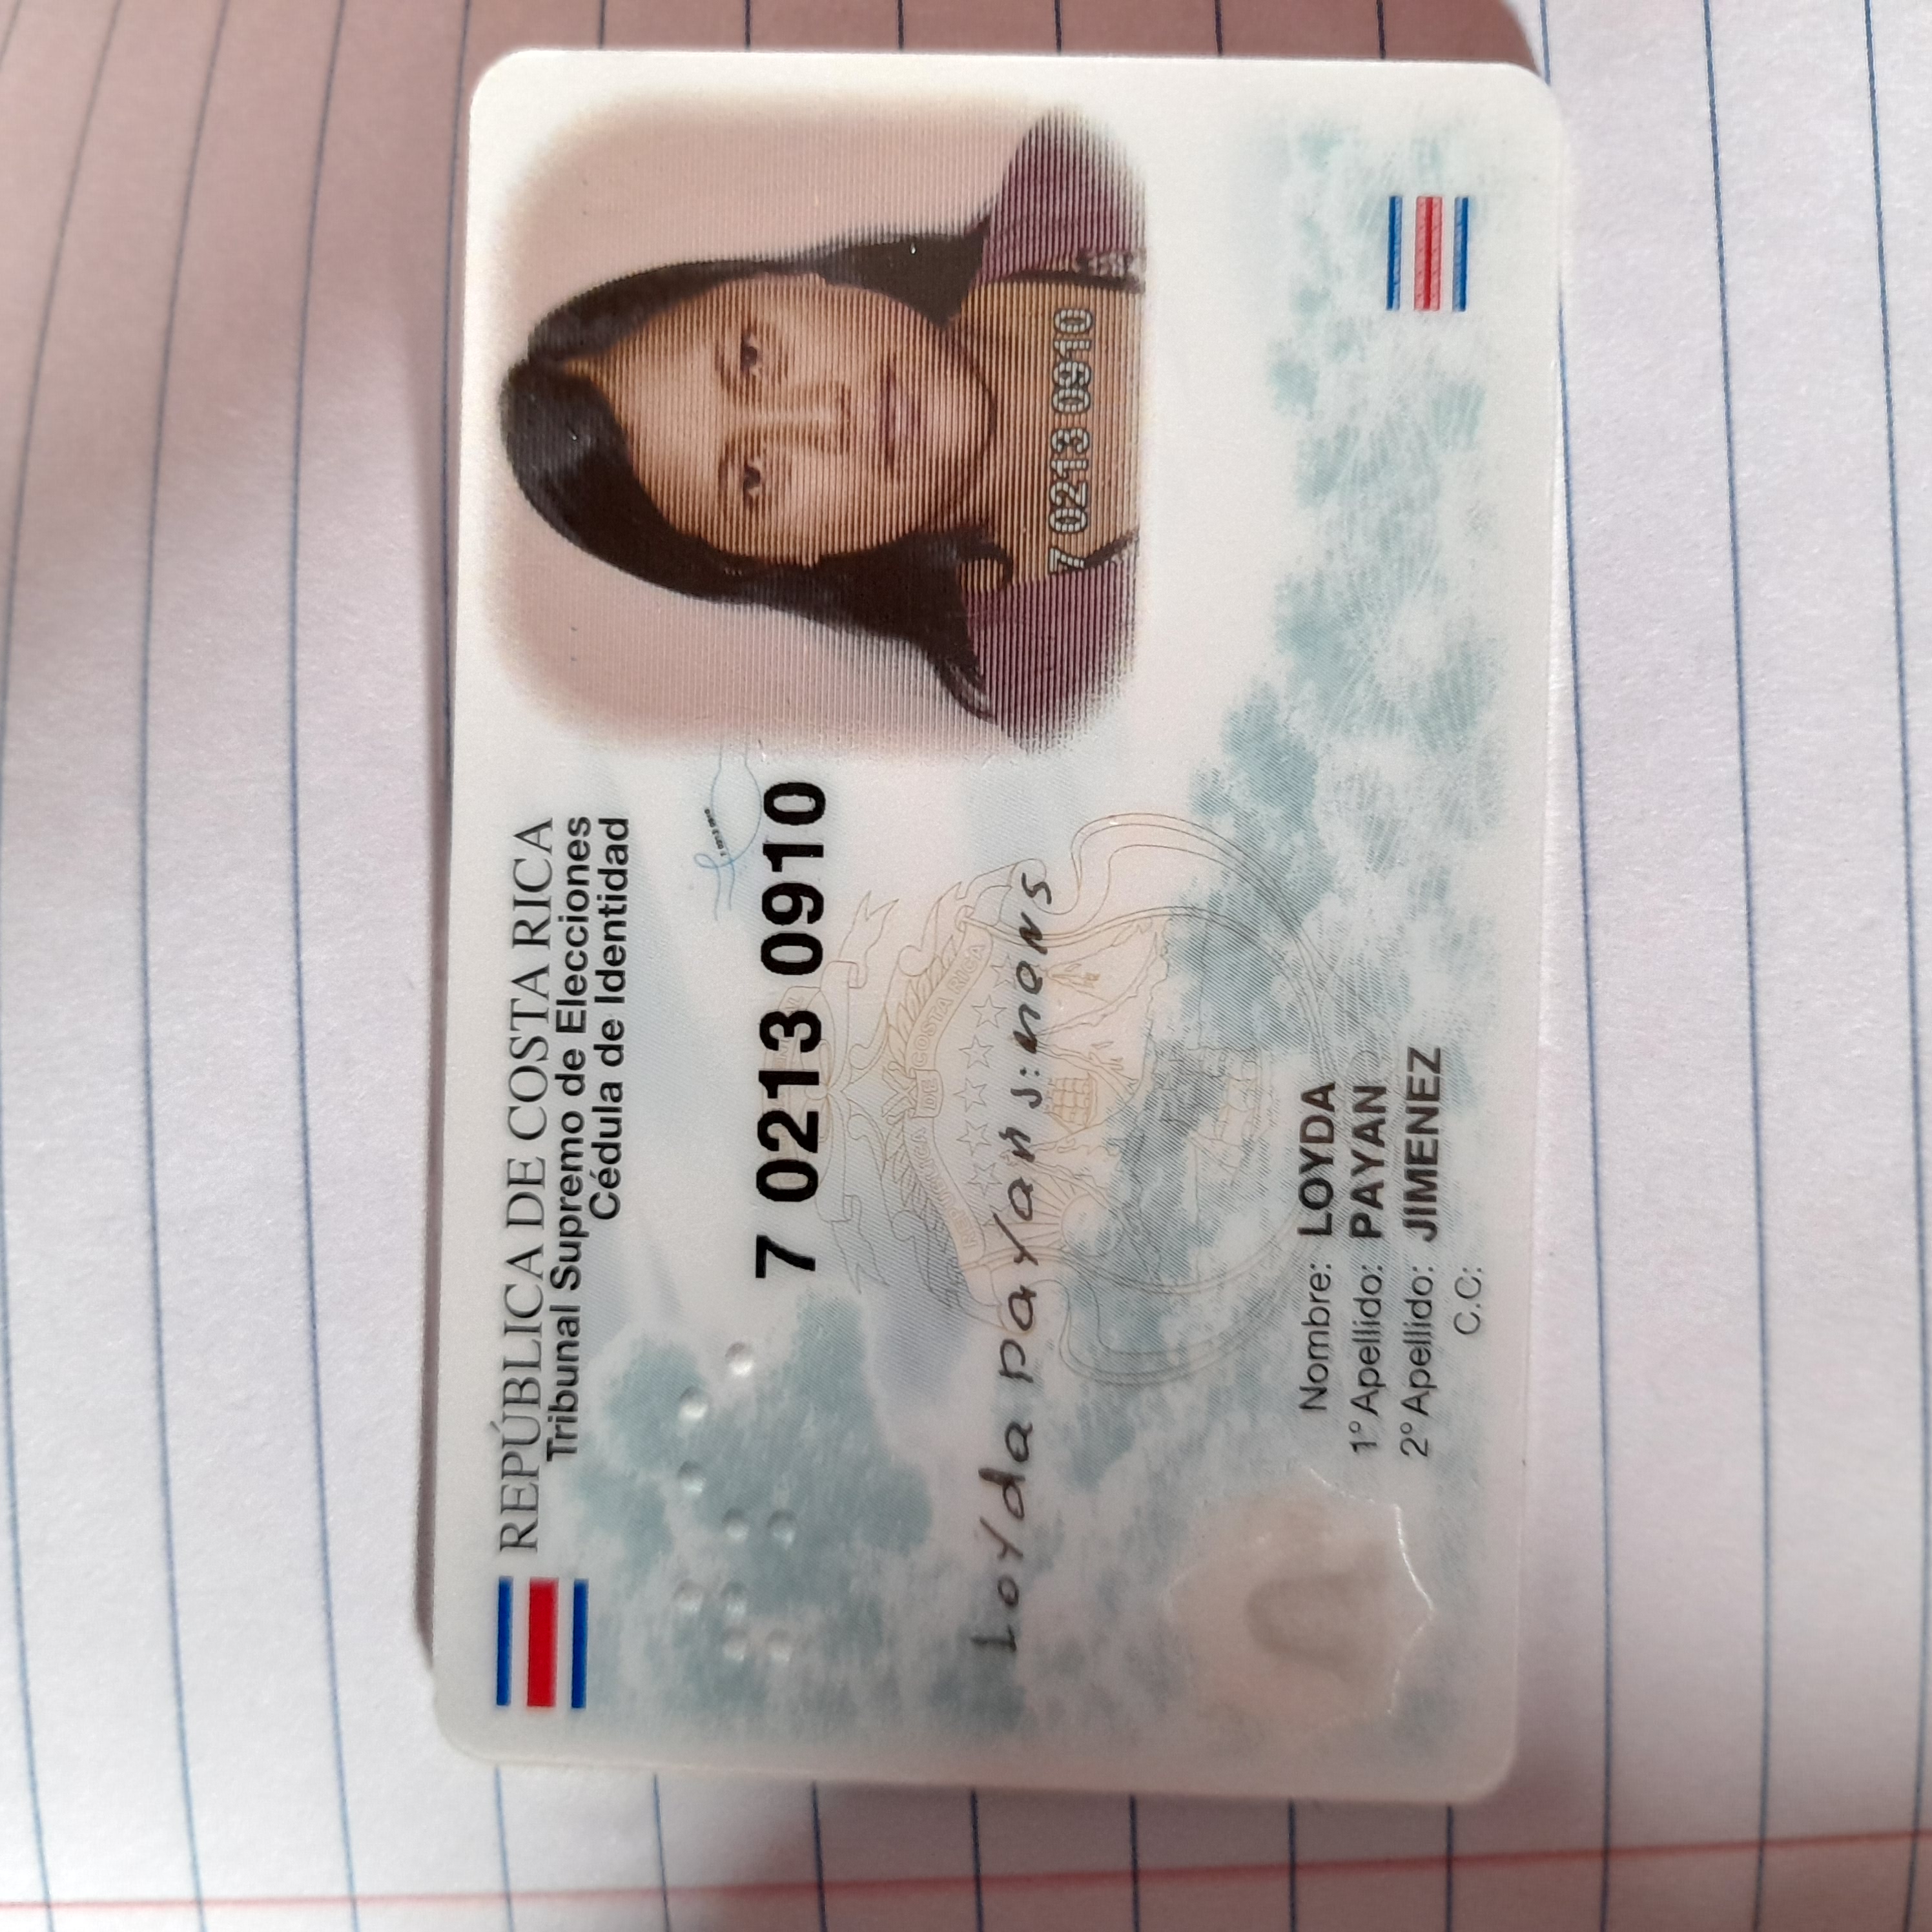 REPÚBLICA DE COSTA RICA
Tribunal Supremo de Elecciones
Cédula de Identidad
7 0213 0910
7 0213 0910
REPUBLICA DE COSTA RICA
Loyda Payan
7 0213 0910
Nombre: LOYDA
1° Apellido: PAYAN
2° Apellido: JIMENEZ
C.C: